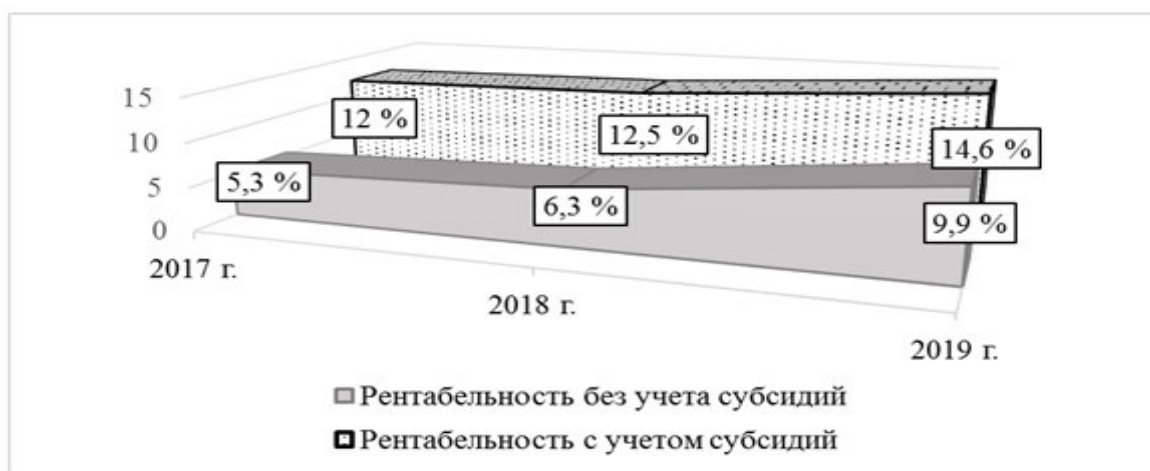 15
12 %
12,5 %
10
14,6 %
5
5,3 %
6,3 %
9,9 %
0
2017 г.
2018 г.
2019 г.
Рентабельность без учета субсидий
Рентабельность с учетом субсидий